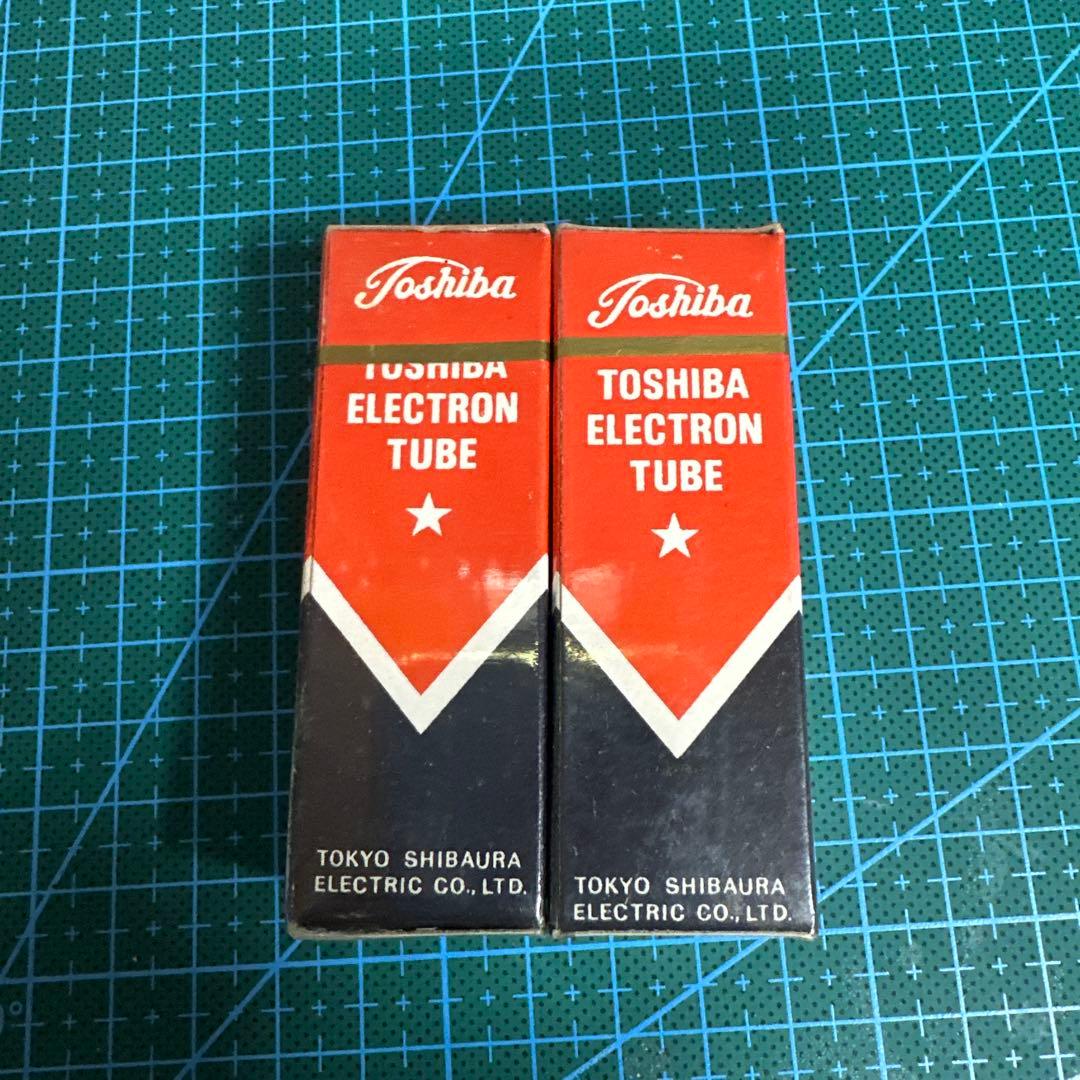 Toshiba
TOSHIBA
ELECTRON
TUBE
TOKYO SHIBAURA
ELECTRIC CO., LTD.
Toshiba
TOSHIBA
ELECTRON
TUBE
TOKYO SHIBAURA
ELECTRIC CO., LTD.